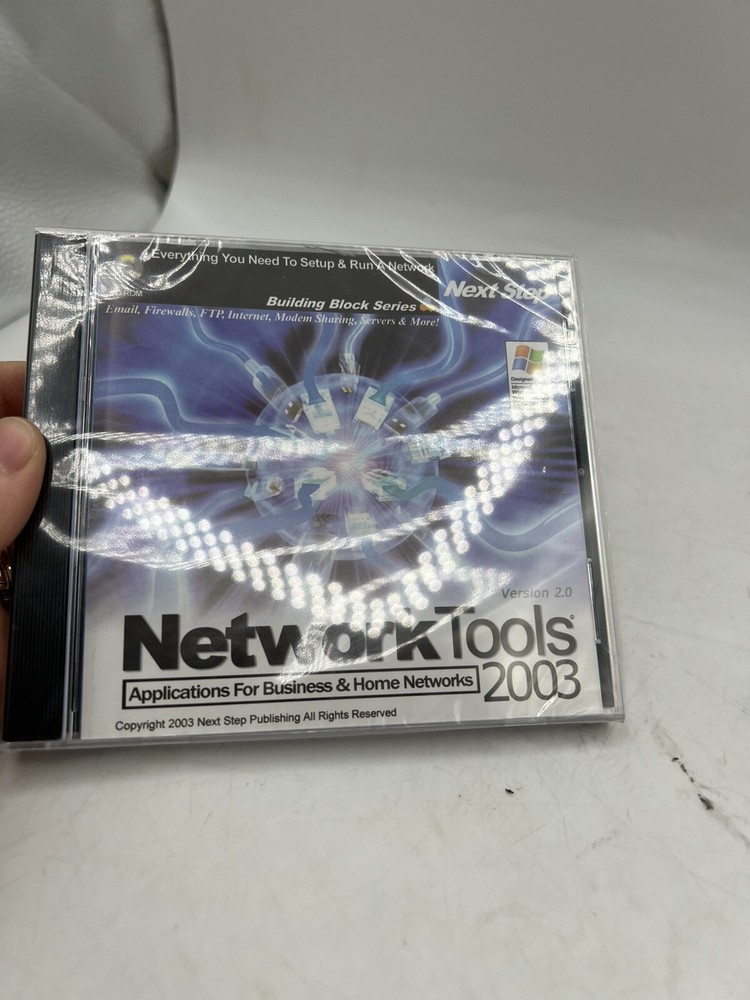 Everything You Need To Setup & Run A Network
Next Step
Building Block Series
Email, Firewalls, FTP, Internet, Modem Sharing, Servers & More!
Designed
Version 2.0
NetworkTools
2003
Applications For Business & Home Networks
Copyright 2003 Next Step Publishing All Rights Reserved